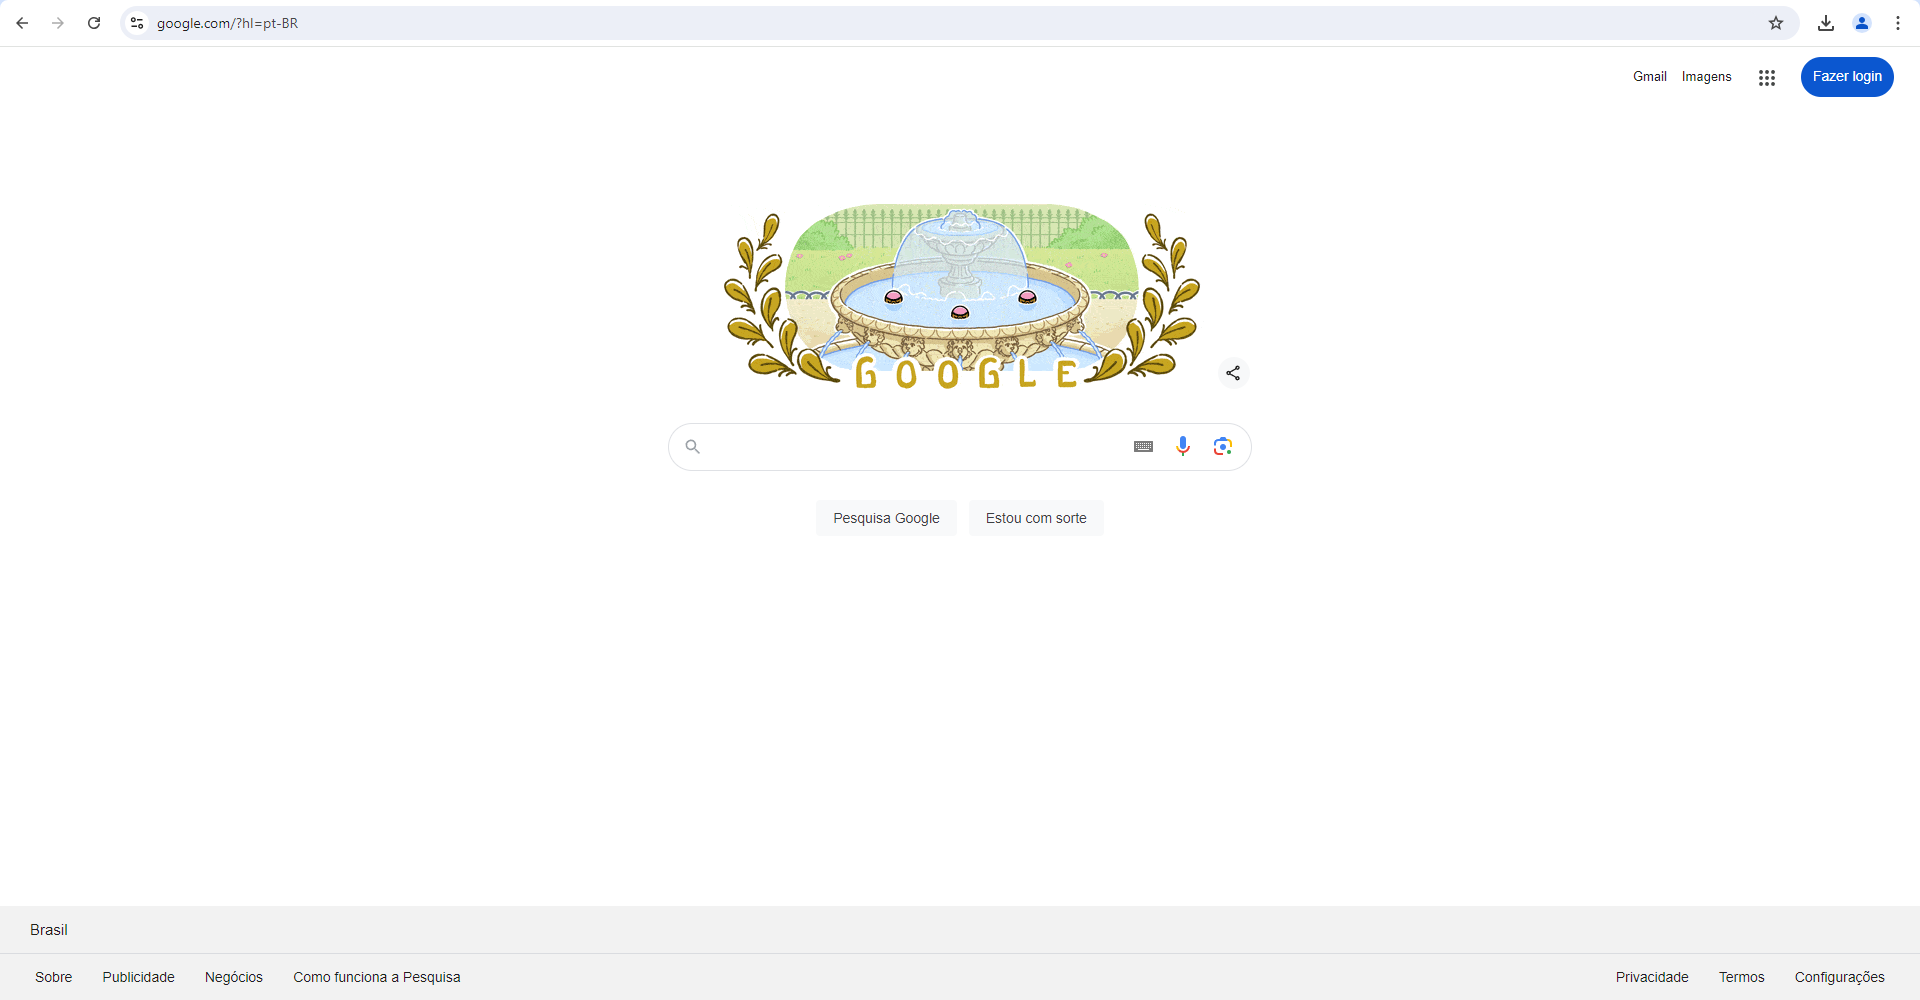 google.com/?hl=pt-BR
Gmail Imagens Fazer login
GOOGLE
Pesquisa Google Estou com sorte
Brasil
Sobre Publicidade Negócios Como funciona a Pesquisa Privacidade Termos Configurações